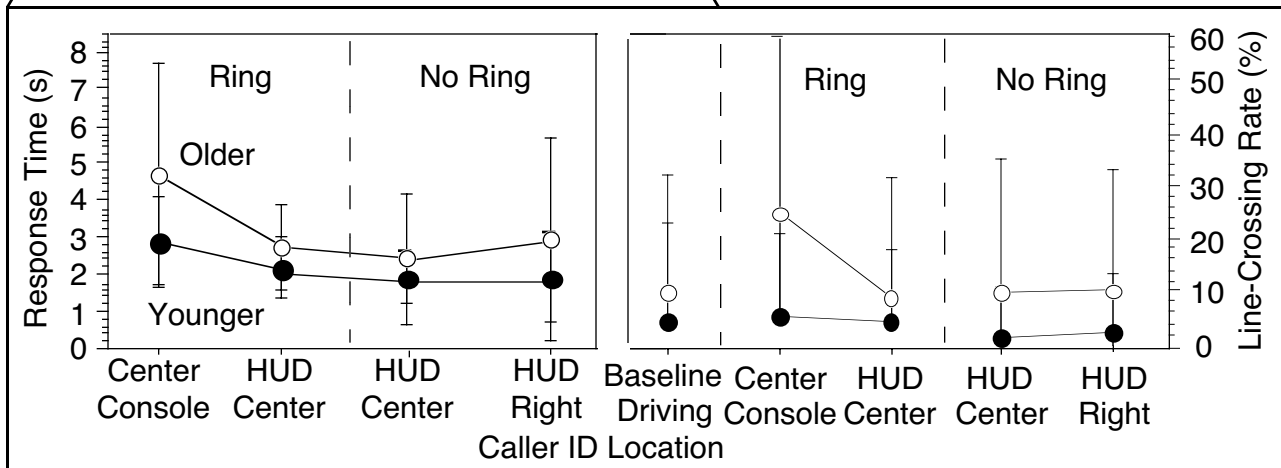 Response Time (s)
8
7
6
5
4
3
2
1
0
Ring
No Ring
Older
Younger
Center
Console
HUD
Center
HUD
Center
HUD
Right
Ring
No Ring
Baseline
Driving
Center
Console
HUD
Center
HUD
Center
HUD
Right
60
50
40
30
20
10
0
Line-Crossing Rate (%)
Caller ID Location